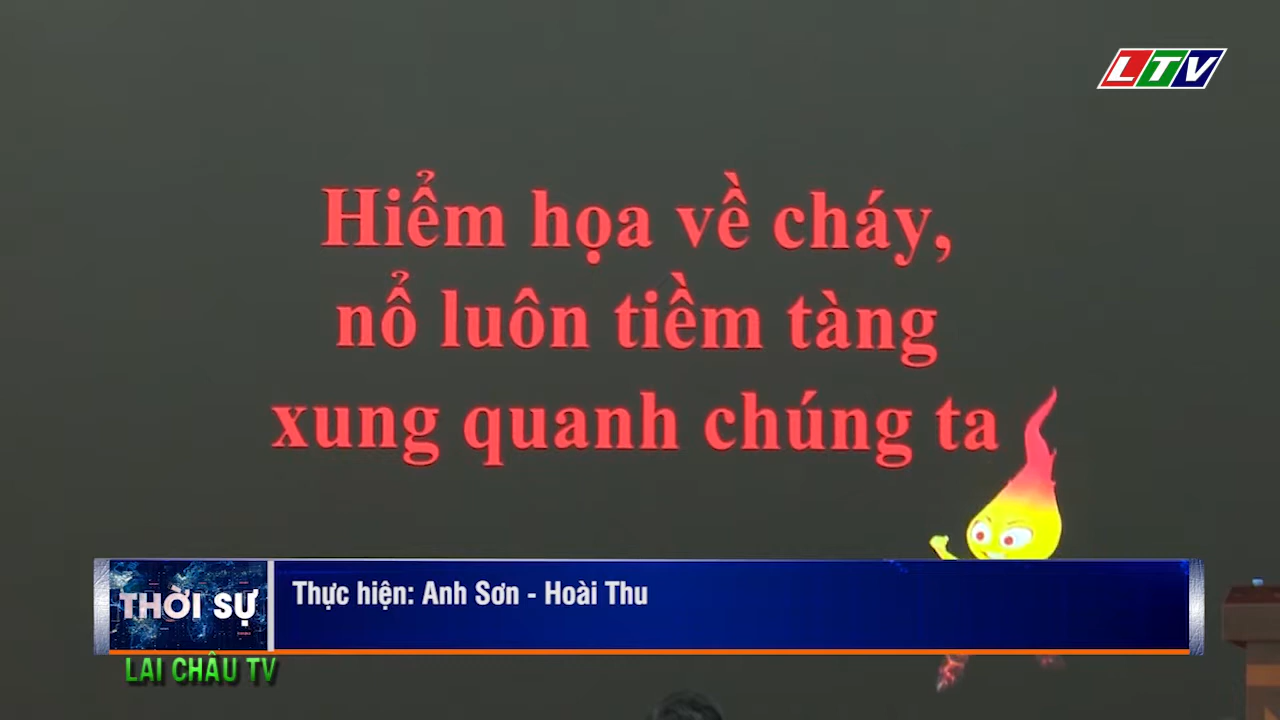 LTV
Hiểm họa về cháy,
nổ luôn tiềm tàng
xung quanh chúng ta
THỜI SỰ
Thực hiện: Anh Sơn - Hoài Thu
LAI CHÂU TV